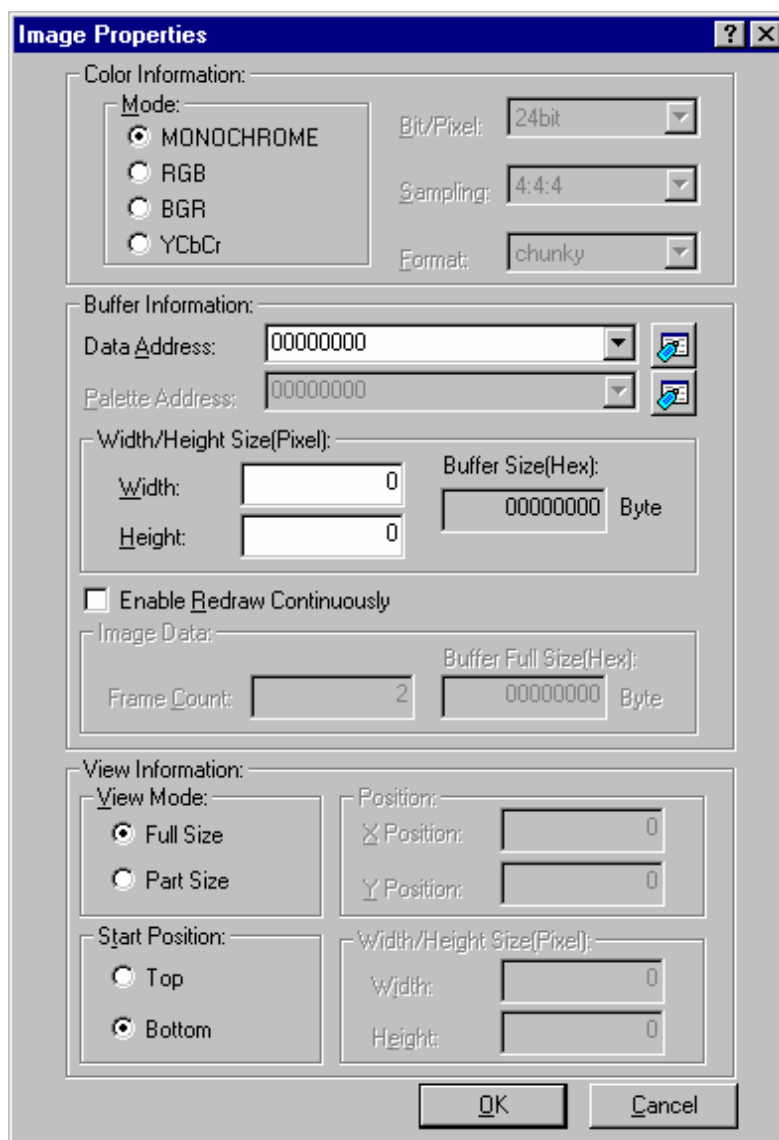 Image Properties
Color Information:
Mode:
MONOCHROME
RGB
BGR
YCbCr
Bit/Pixel: 24bit
Sampling: 4:4:4
Format: chunky
Buffer Information:
Data Address: 00000000
Palette Address: 00000000
Width/Height Size(Pixel):
Width: 0
Height: 0
Buffer Size(Hex):
00000000 Byte
Enable Redraw Continuously
Image Data:
Frame Count: 2
Buffer Full Size(Hex):
00000000 Byte
View Information:
View Mode:
Full Size
Part Size
Position:
X Position: 0
Y Position: 0
Start Position:
Top
Bottom
Width/Height Size(Pixel):
Width: 0
Height: 0
OK Cancel